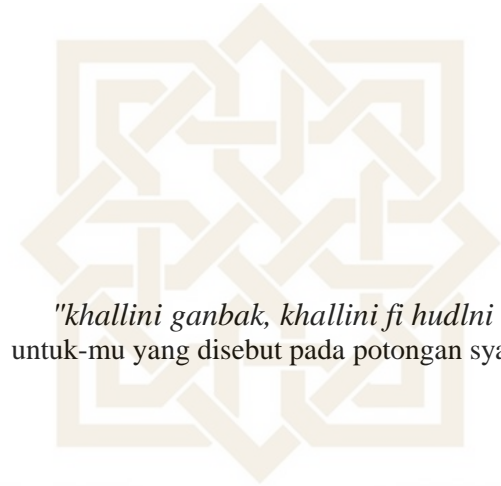 "khallini ganbak, khallini fi hudlni
untuk-mu yang disebut pada potongan sya